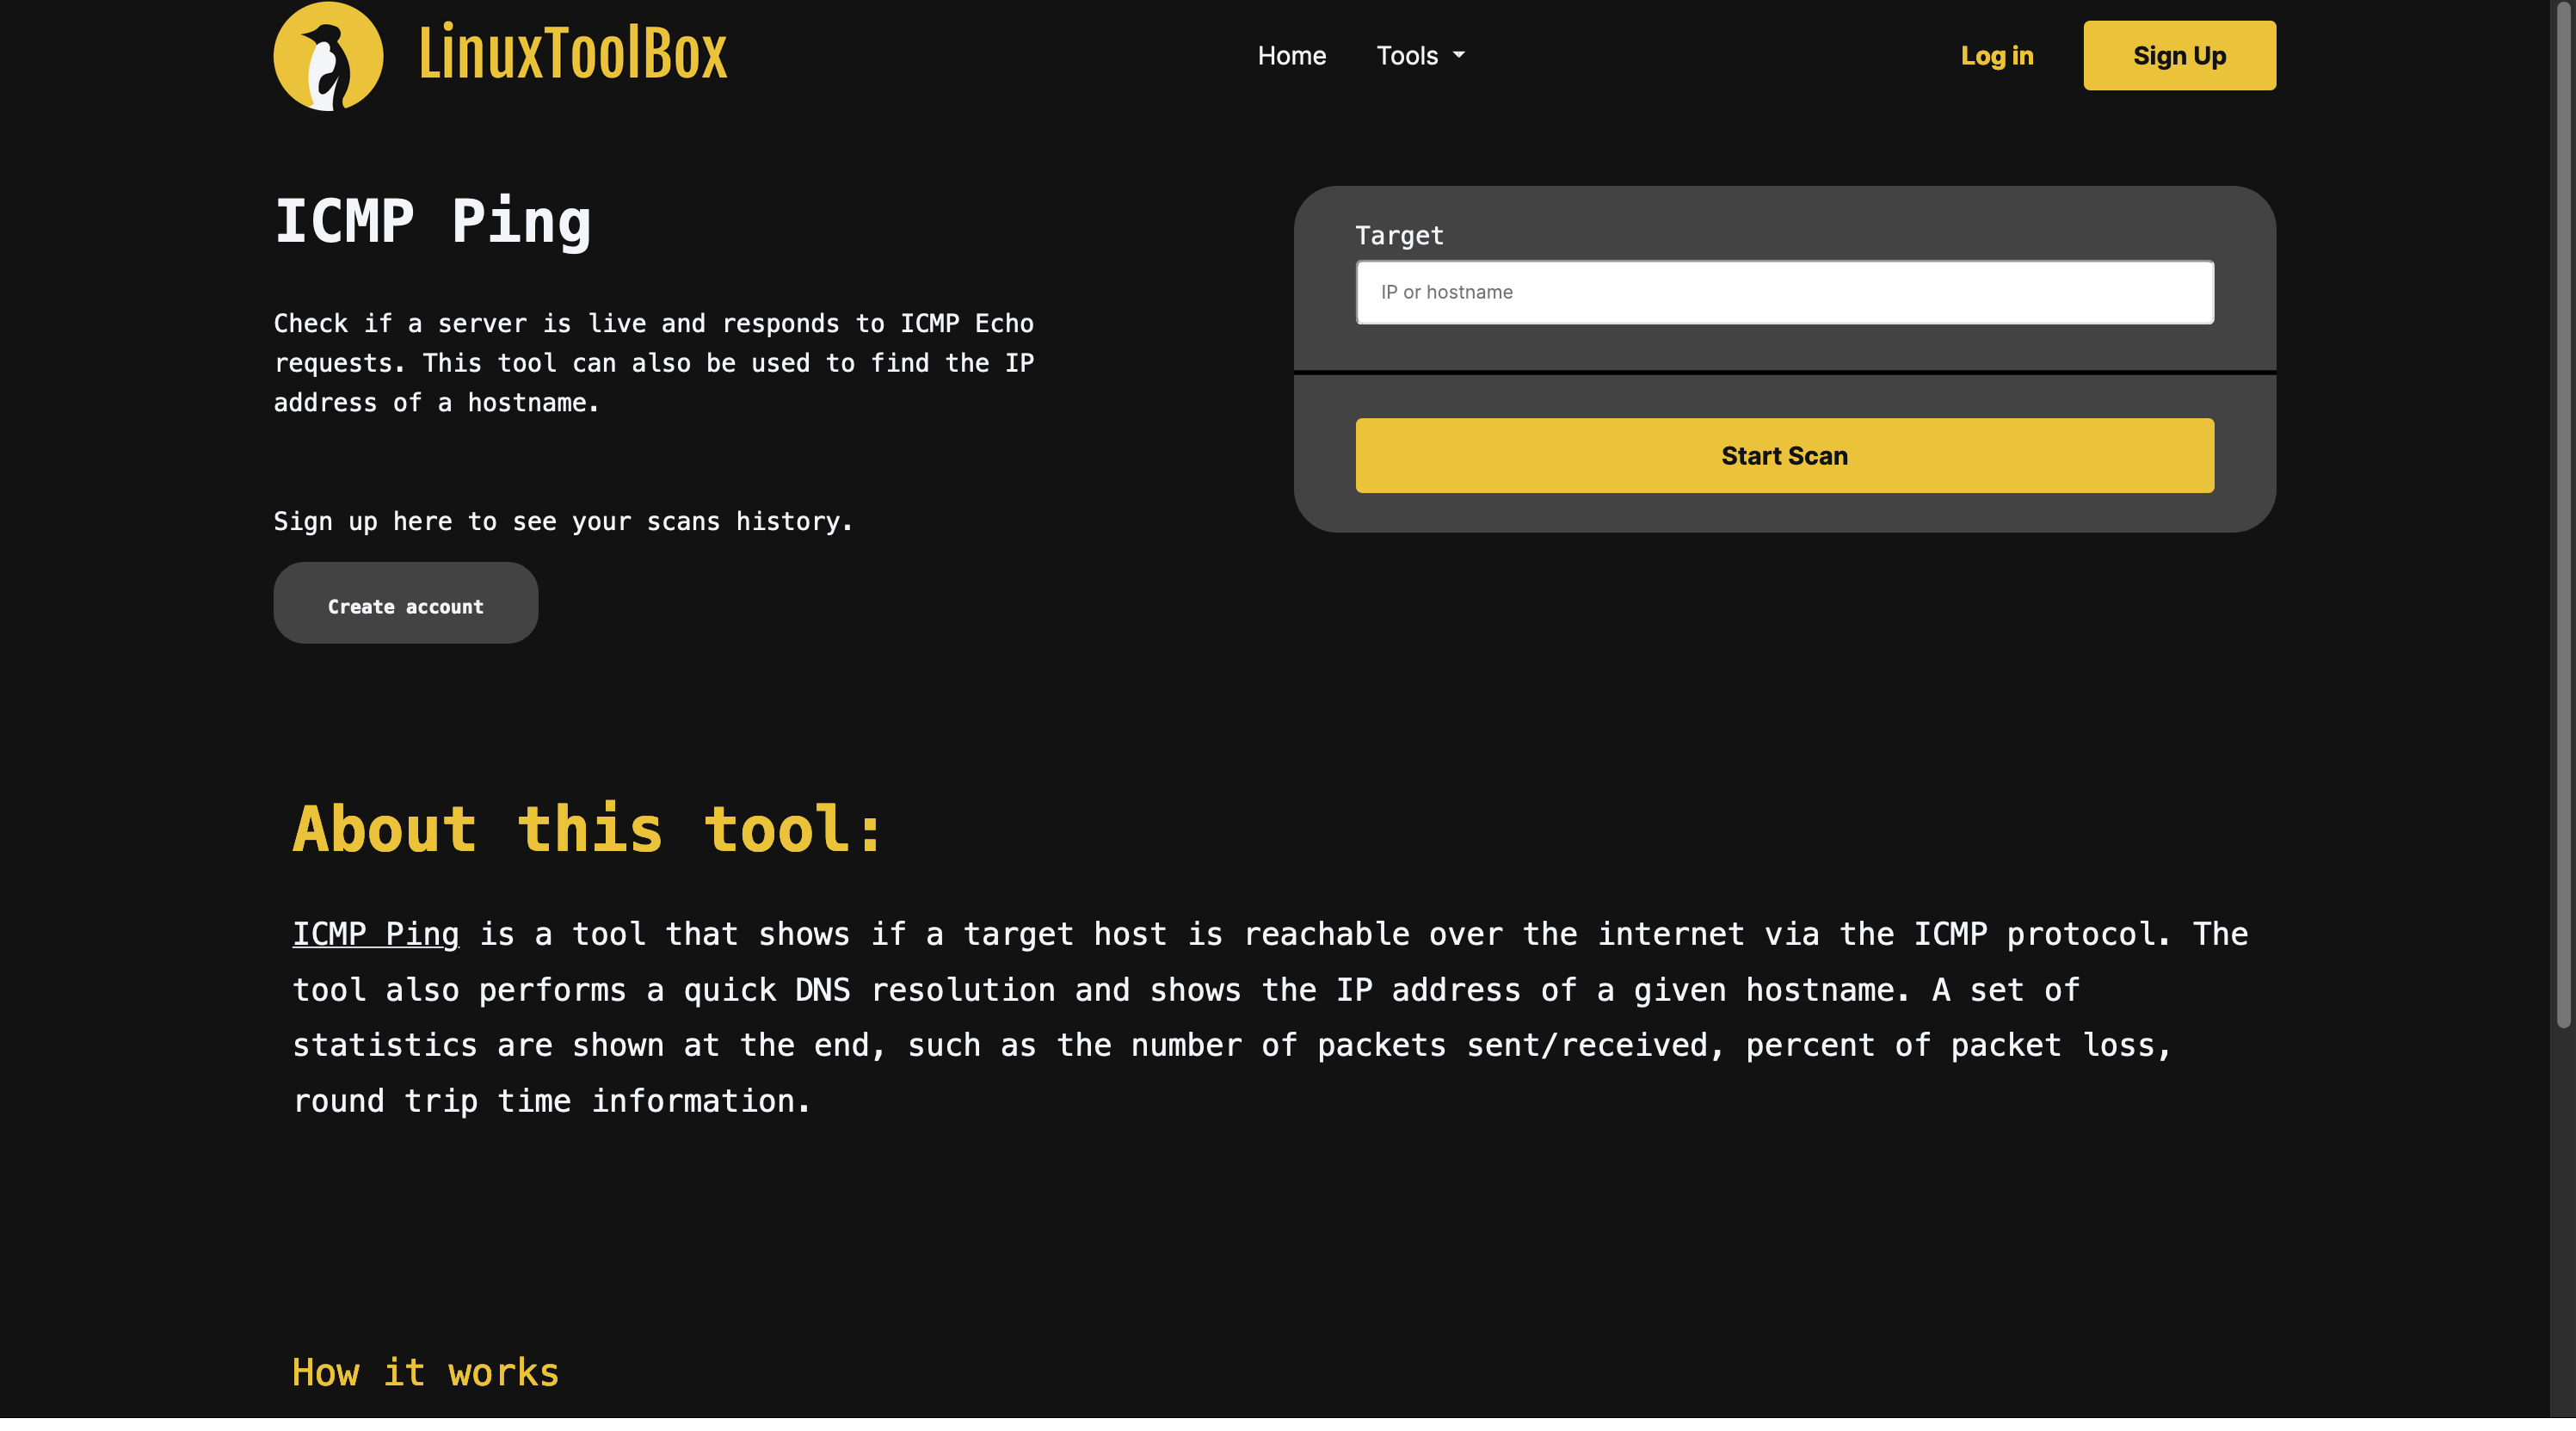 LinuxToolBox
Home
Tools
Log in
Sign Up
ICMP Ping
Check if a server is live and responds to ICMP Echo
requests. This tool can also be used to find the IP
address of a hostname.
Sign up here to see your scans history.
Create account
Target
IP or hostname
Start Scan
About this tool:
ICMP Ping is a tool that shows if a target host is reachable over the internet via the ICMP protocol. The
tool also performs a quick DNS resolution and shows the IP address of a given hostname. A set of
statistics are shown at the end, such as the number of packets sent/received, percent of packet loss,
round trip time information.
How it works